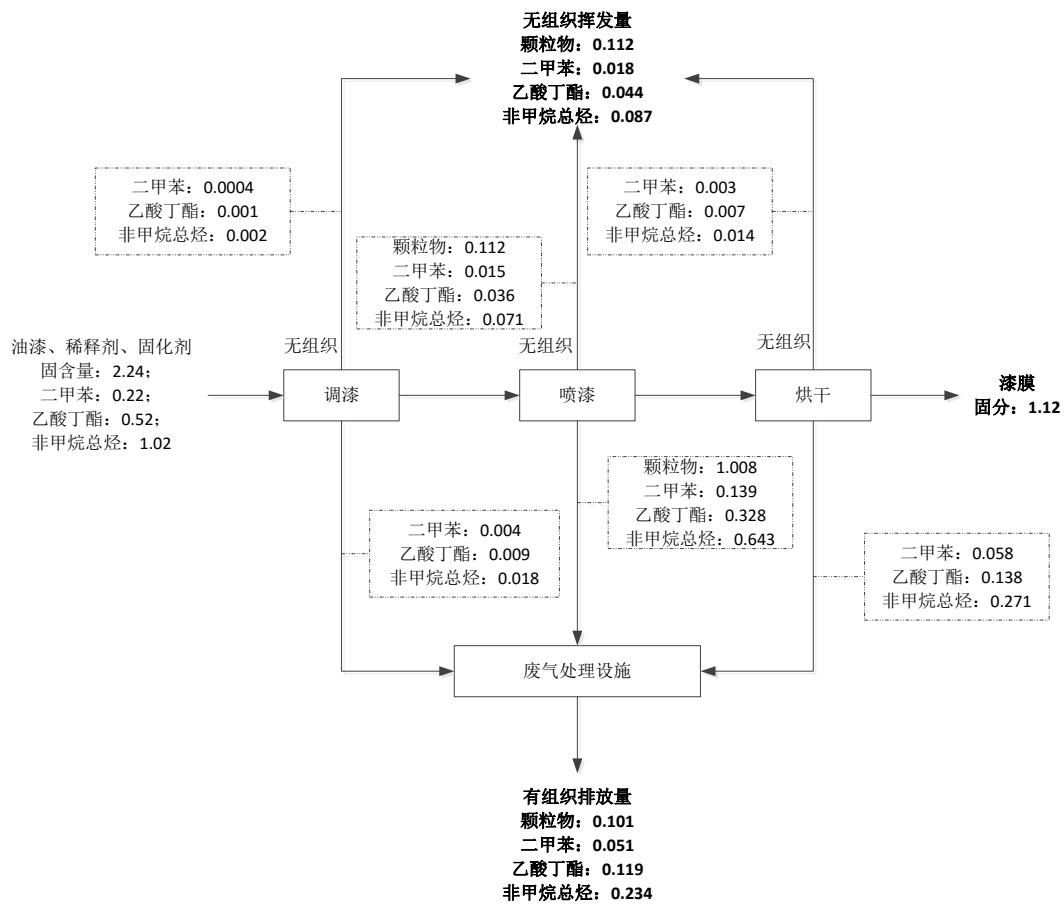 无组织挥发量
颗粒物：0.112
二甲苯：0.018
乙酸丁酯：0.044
非甲烷总烃：0.087
二甲苯：0.0004
乙酸丁酯：0.001
非甲烷总烃：0.002
颗粒物：0.112
二甲苯：0.015
乙酸丁酯：0.036
非甲烷总烃：0.071
二甲苯：0.003
乙酸丁酯：0.007
非甲烷总烃：0.014
油漆、稀释剂、固化剂
固含量：2.24；
二甲苯：0.22；
乙酸丁酯：0.52；
非甲烷总烃：1.02
无组织
无组织
无组织
调漆
喷漆
烘干
漆膜
固分：1.12
二甲苯：0.004
乙酸丁酯：0.009
非甲烷总烃：0.018
颗粒物：1.008
二甲苯：0.139
乙酸丁酯：0.328
非甲烷总烃：0.643
二甲苯：0.058
乙酸丁酯：0.138
非甲烷总烃：0.271
废气处理设施
有组织排放量
颗粒物：0.101
二甲苯：0.051
乙酸丁酯：0.119
非甲烷总烃：0.234